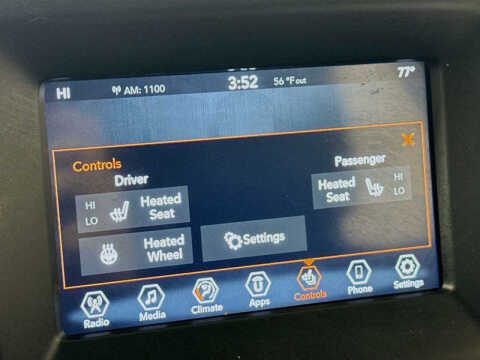 HI AM: 1100 3:52 56 °F out 77°
Controls
Driver
Passenger
HI
LO
Heated
Seat
Heated
Seat
HI
LO
Heated
Wheel
Settings
Radio
Media
Climate
Apps
Controls
Phone
Settings